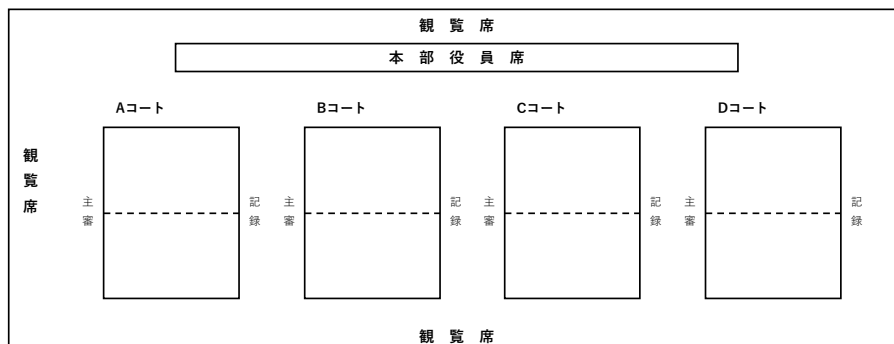 観 覧 席
本 部 役 員 席
Aコート
Bコート
Cコート
Dコート
観覧席
主審
記録
主審
記録
主審
記録
主審
記録
観 覧 席